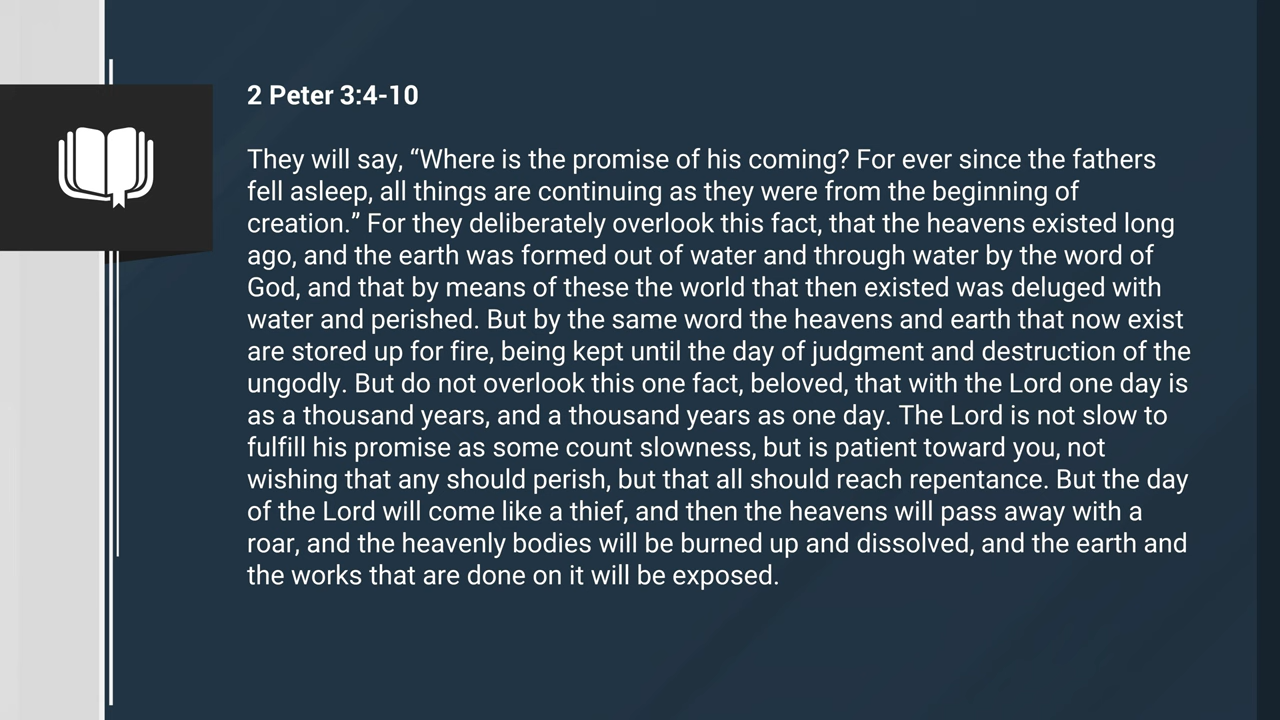 2 Peter 3:4-10
They will say, “Where is the promise of his coming? For ever since the fathers
fell asleep, all things are continuing as they were from the beginning of
creation.” For they deliberately overlook this fact, that the heavens existed long
ago, and the earth was formed out of water and through water by the word of
God, and that by means of these the world that then existed was deluged with
water and perished. But by the same word the heavens and earth that now exist
are stored up for fire, being kept until the day of judgment and destruction of the
ungodly. But do not overlook this one fact, beloved, that with the Lord one day is
as a thousand years, and a thousand years as one day. The Lord is not slow to
fulfill his promise as some count slowness, but is patient toward you, not
wishing that any should perish, but that all should reach repentance. But the day
of the Lord will come like a thief, and then the heavens will pass away with a
roar, and the heavenly bodies will be burned up and dissolved, and the earth and
the works that are done on it will be exposed.